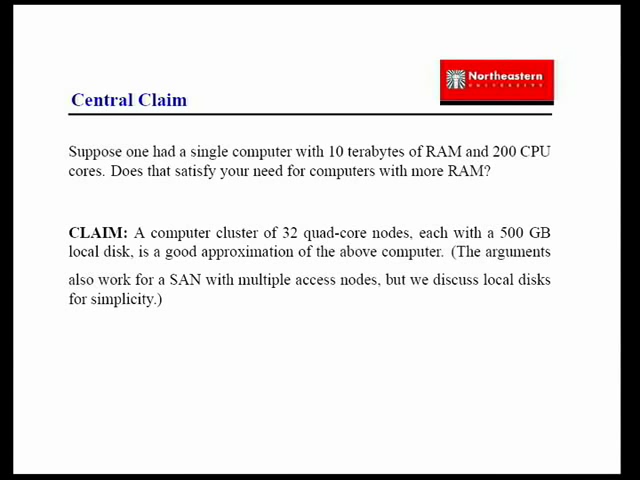 Northeastern
UNIVERSITY
Central Claim
Suppose one had a single computer with 10 terabytes of RAM and 200 CPU
cores. Does that satisfy your need for computers with more RAM?
CLAIM: A computer cluster of 32 quad-core nodes, each with a 500 GB
local disk, is a good approximation of the above computer. (The arguments
also work for a SAN with multiple access nodes, but we discuss local disks
for simplicity.)